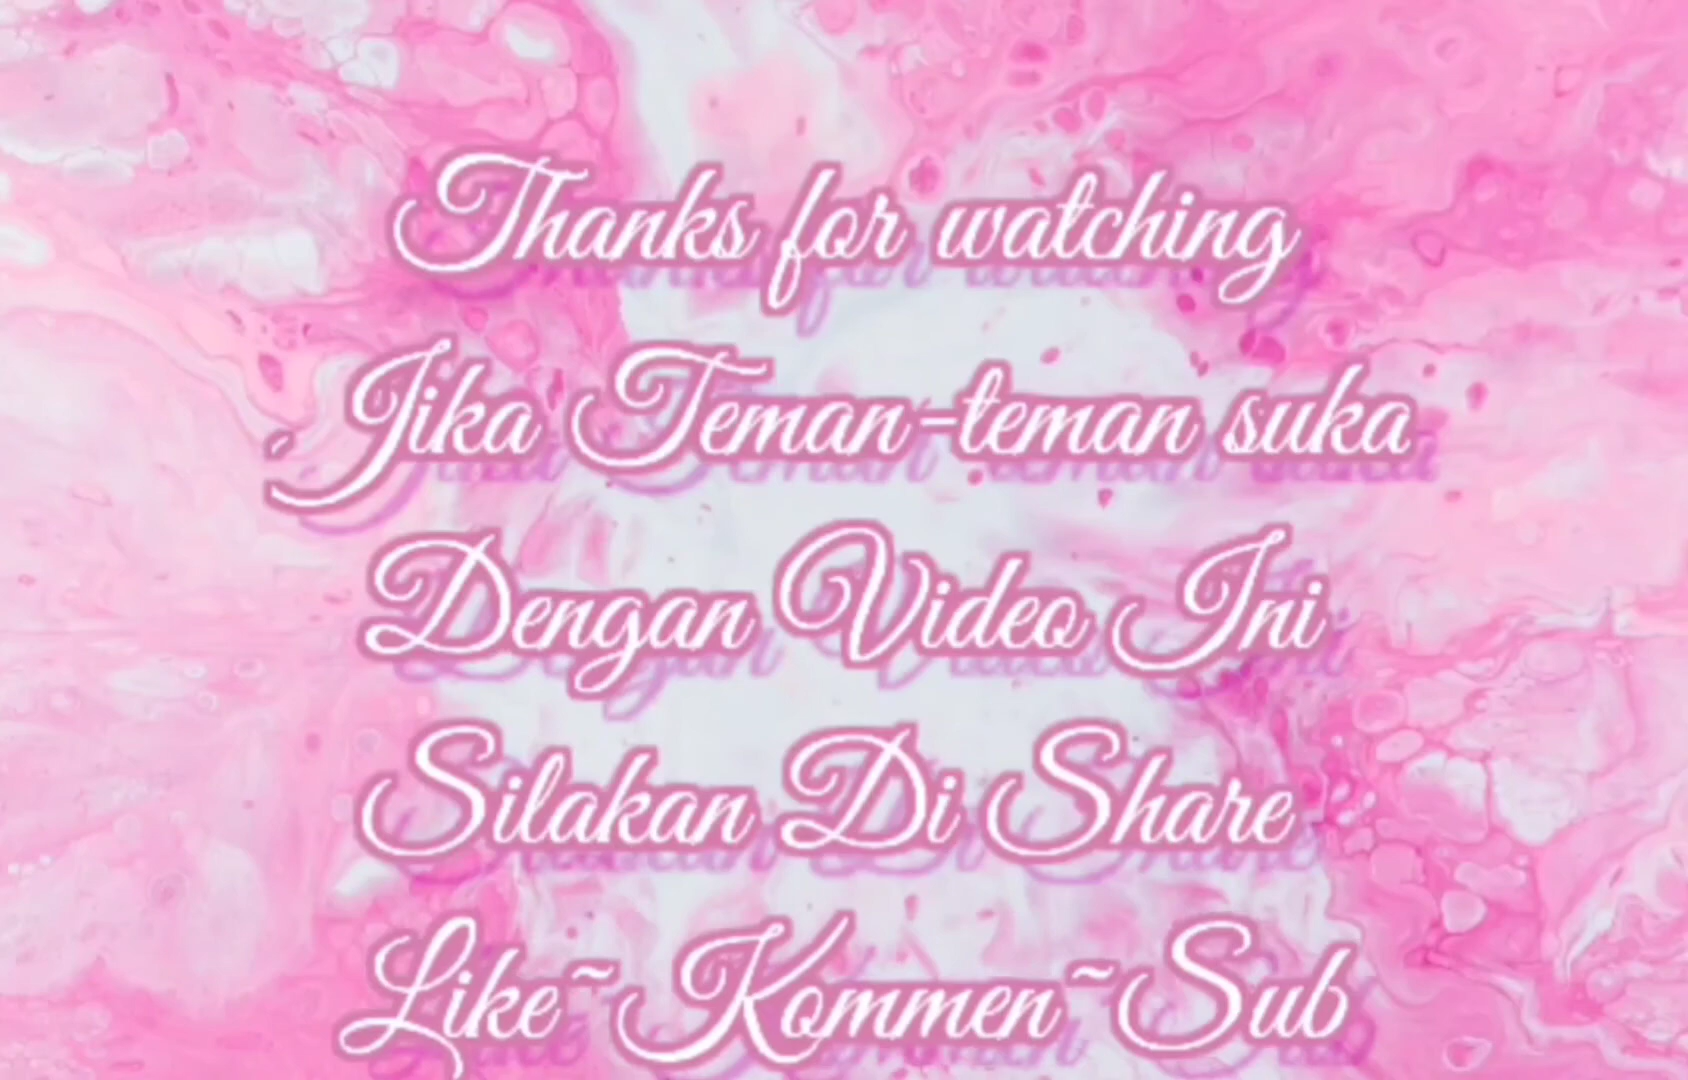 Thanks for watching
Jika Teman-teman suka
Dengan Video Ini
Silakan Di Share
Like~Kommen~Sub